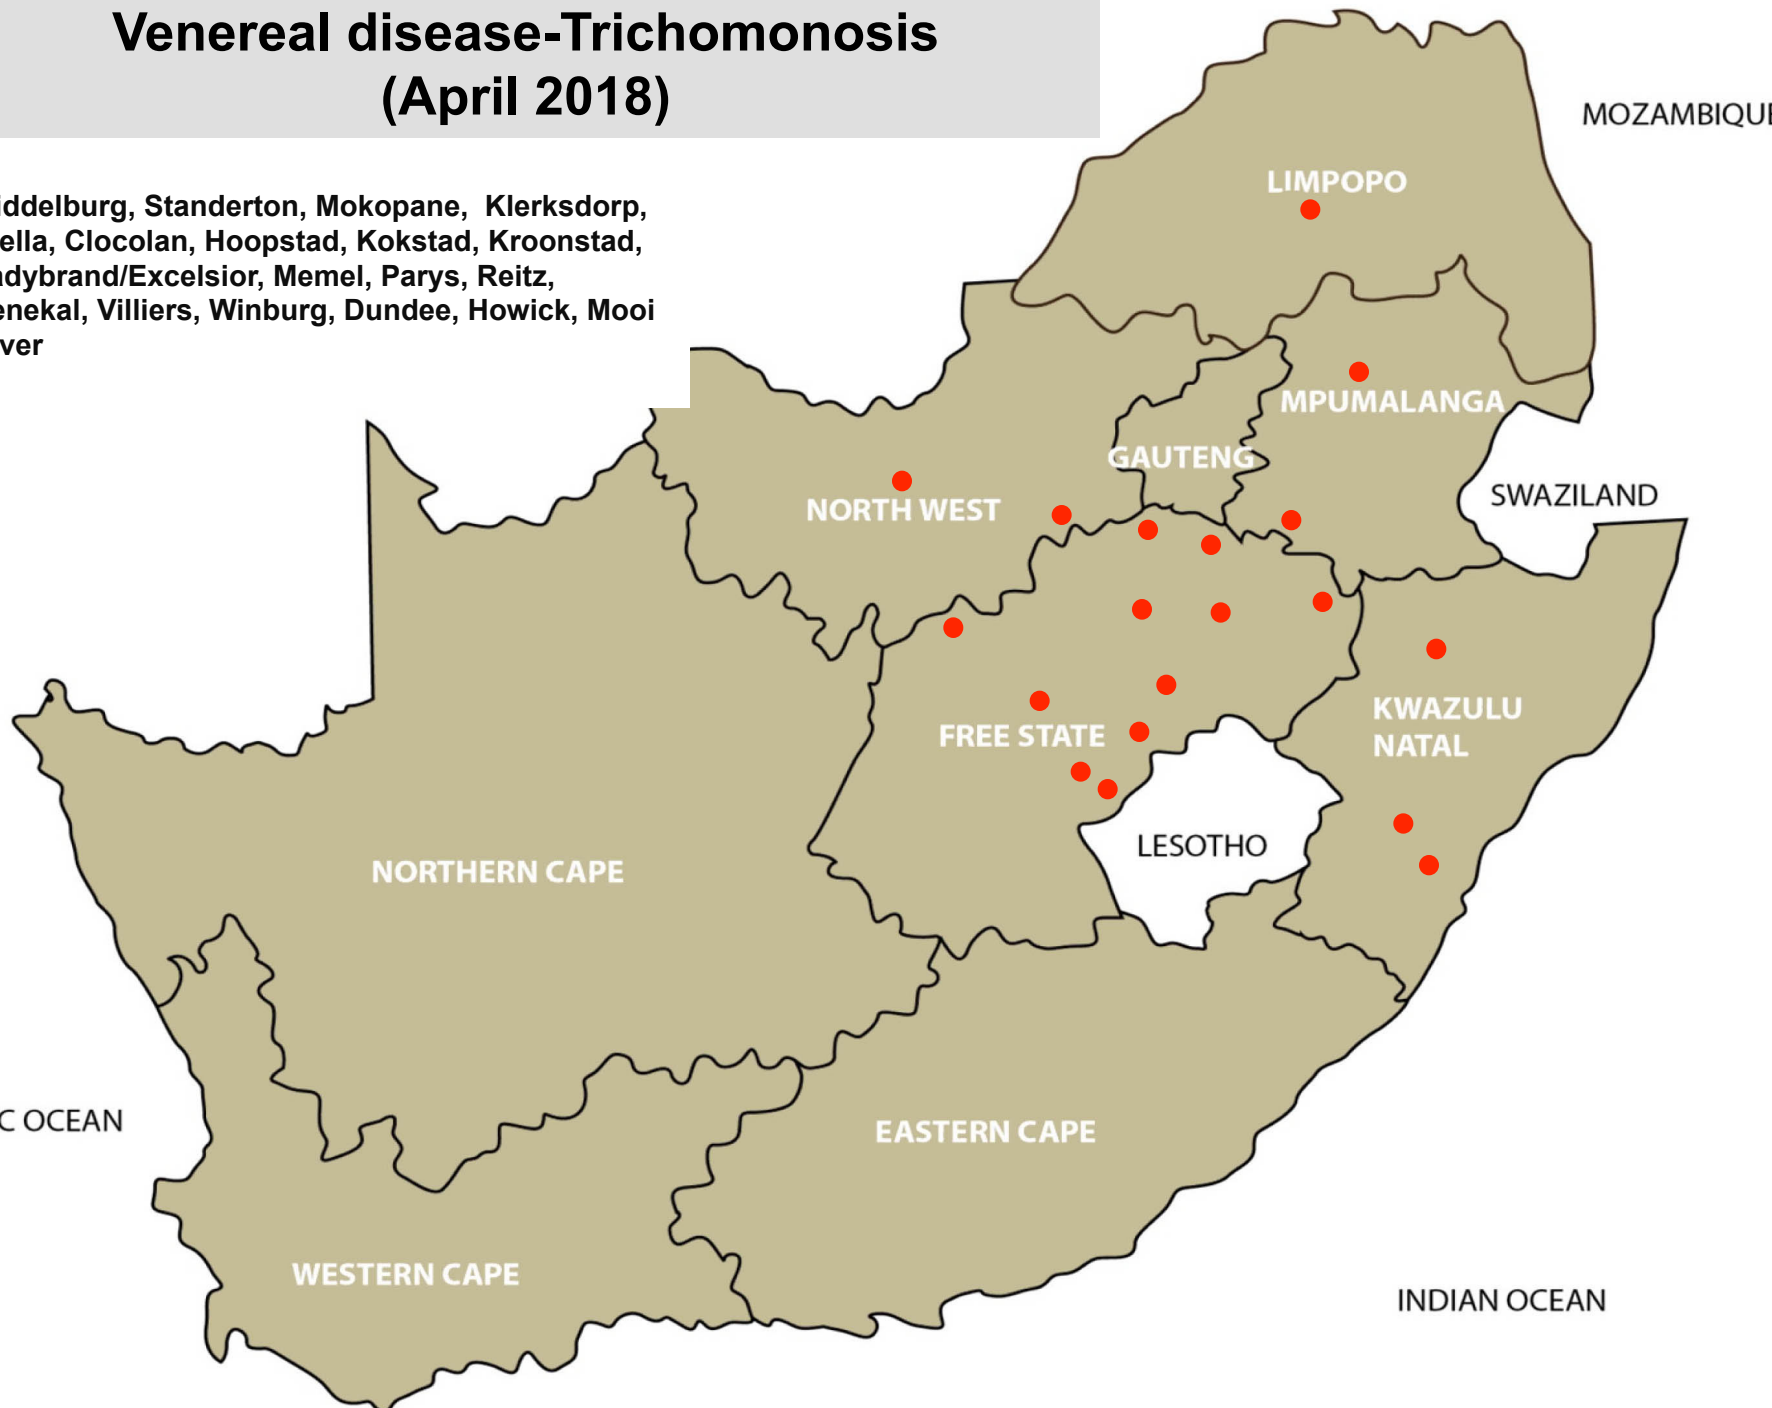 Venereal disease-Trichomonosis
(April 2018)
MOZAMBIQUE
iddelburg, Standerton, Mokopane, Klerksdorp,
ella, Clocolan, Hoopstad, Kokstad, Kroonstad,
adybrand/Excelsior, Memel, Parys, Reitz,
enekal, Villiers, Winburg, Dundee, Howick, Mooi
ver
LIMPOPO
MPUMALANGA
GAUTENG
NORTH WEST
SWAZILAND
KWAZULU
NATAL
FREE STATE
LESOTHO
NORTHERN CAPE
C OCEAN
EASTERN CAPE
WESTERN CAPE
INDIAN OCEAN